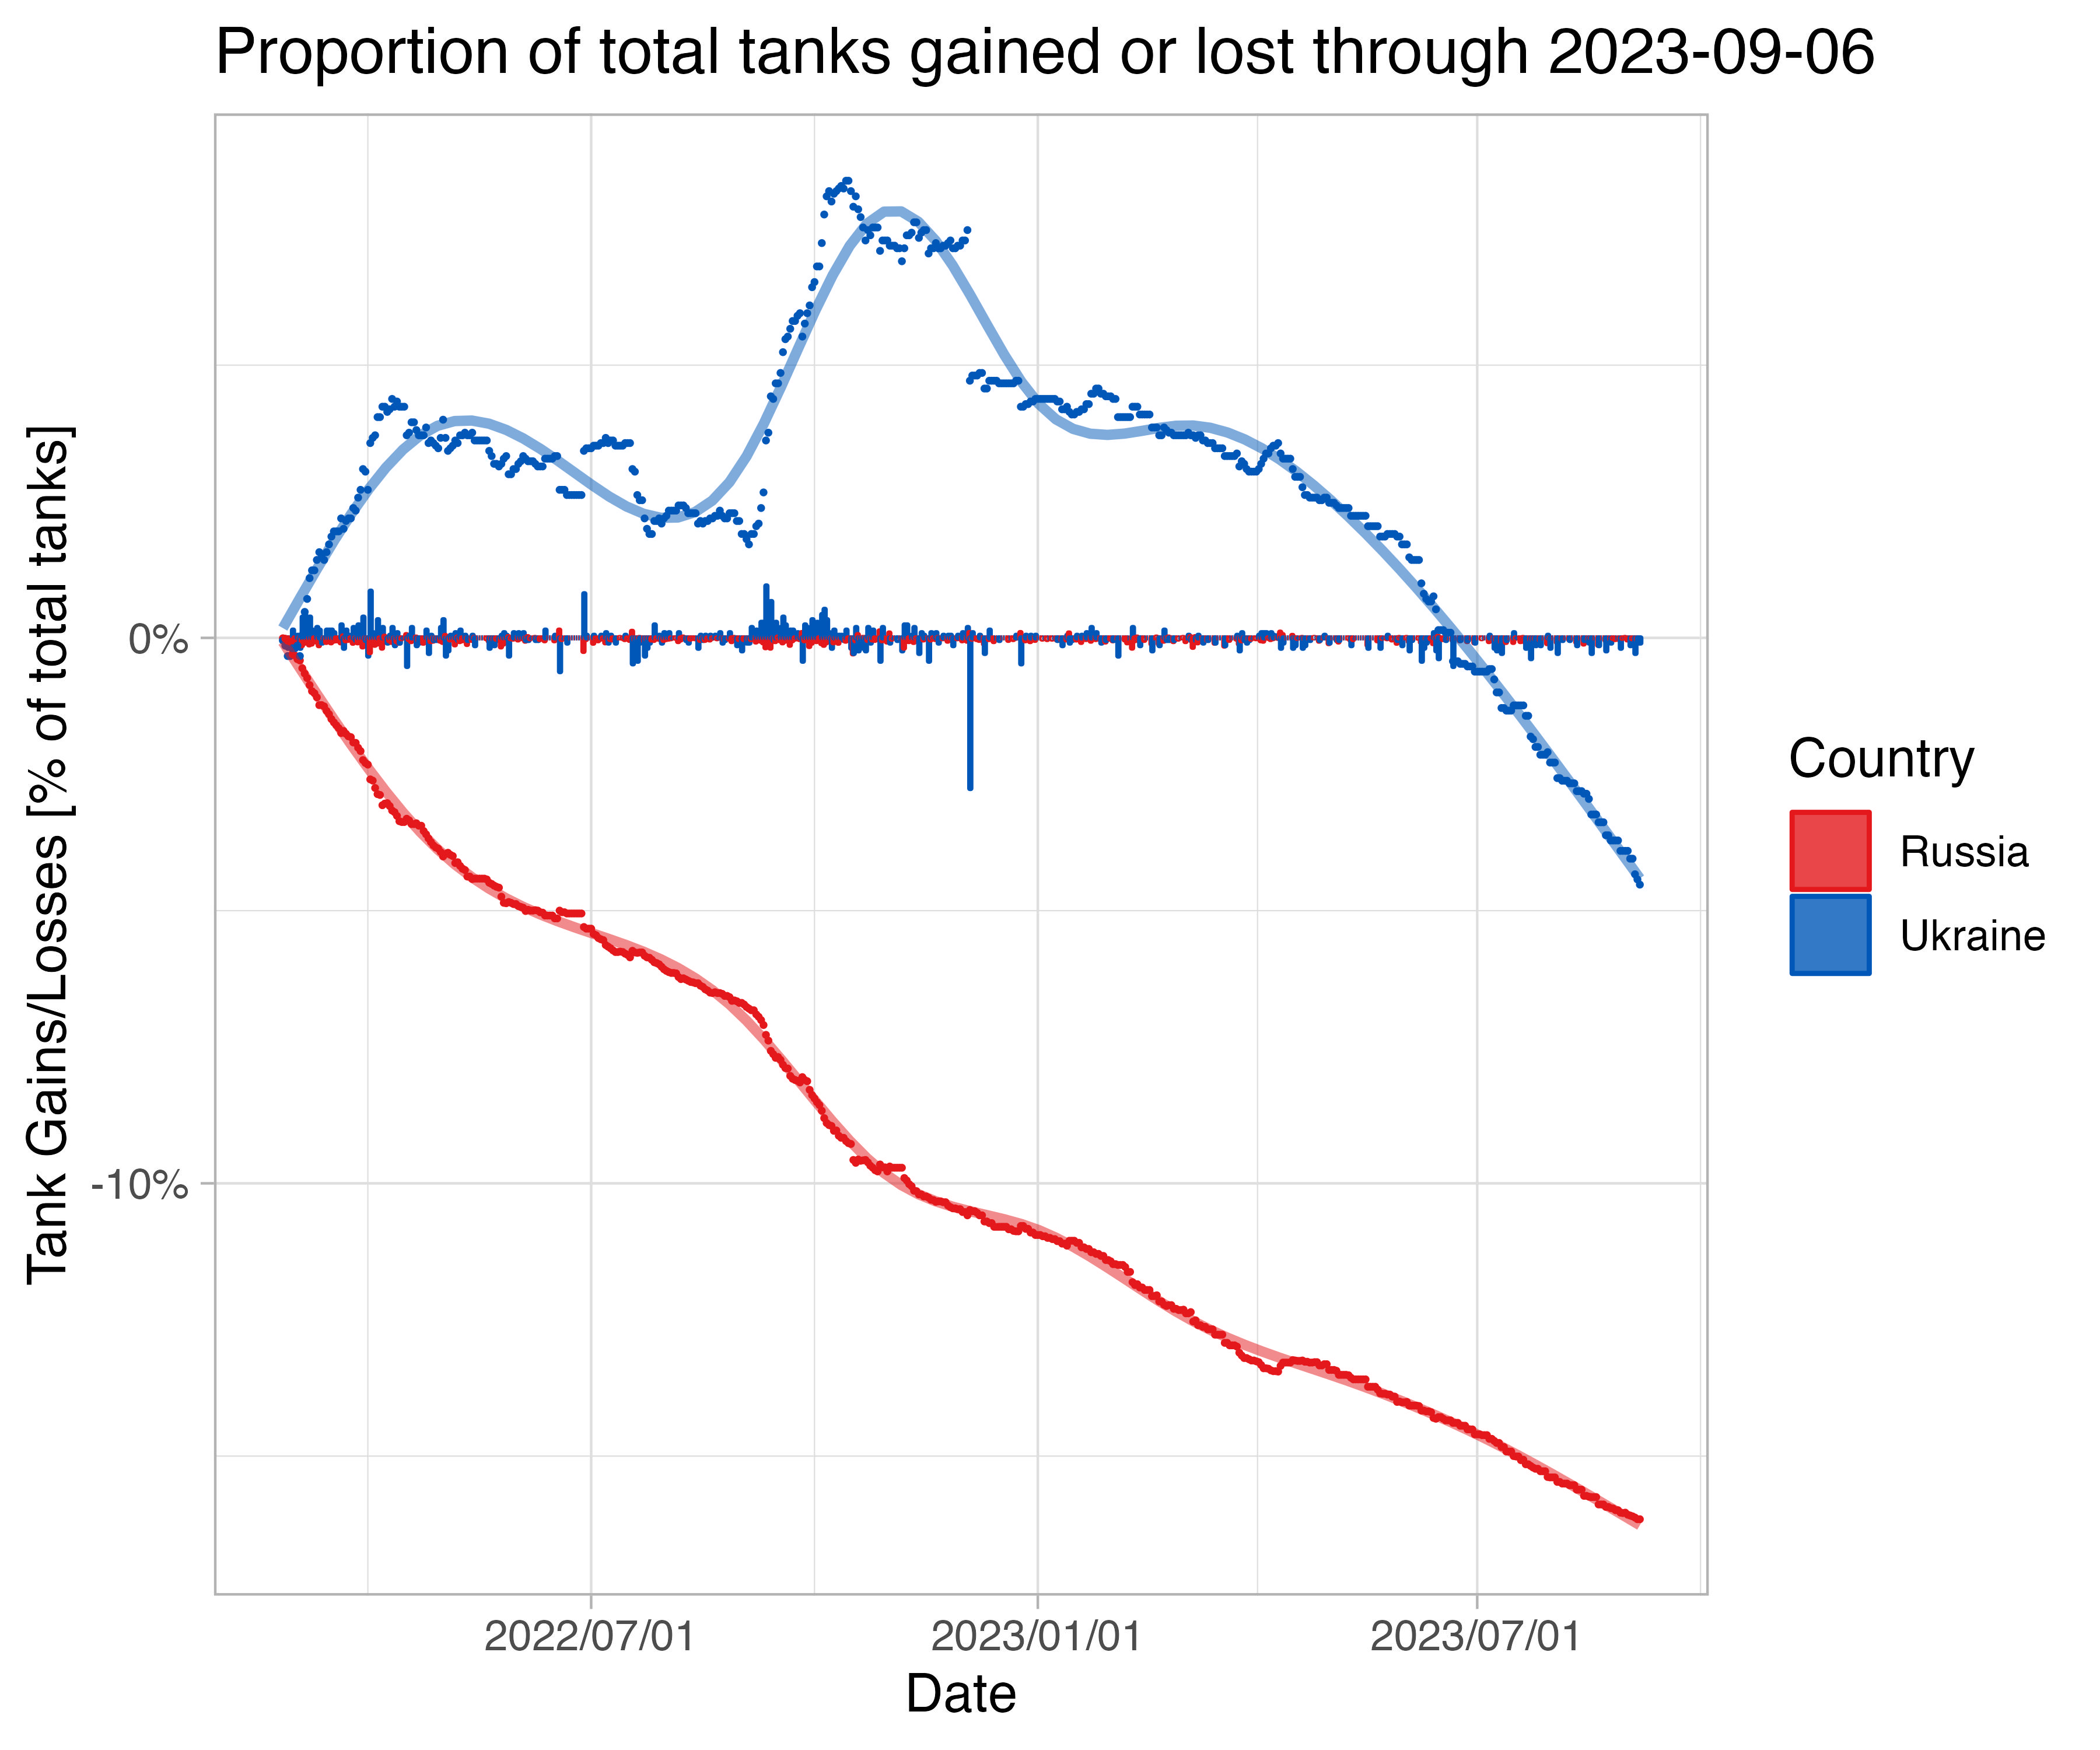 Proportion of total tanks gained or lost through 2023-09-06
Tank Gains/Losses [% of total tanks]
0%
-10%
2022/07/01
2023/01/01
2023/07/01
Date
Country
Russia
Ukraine